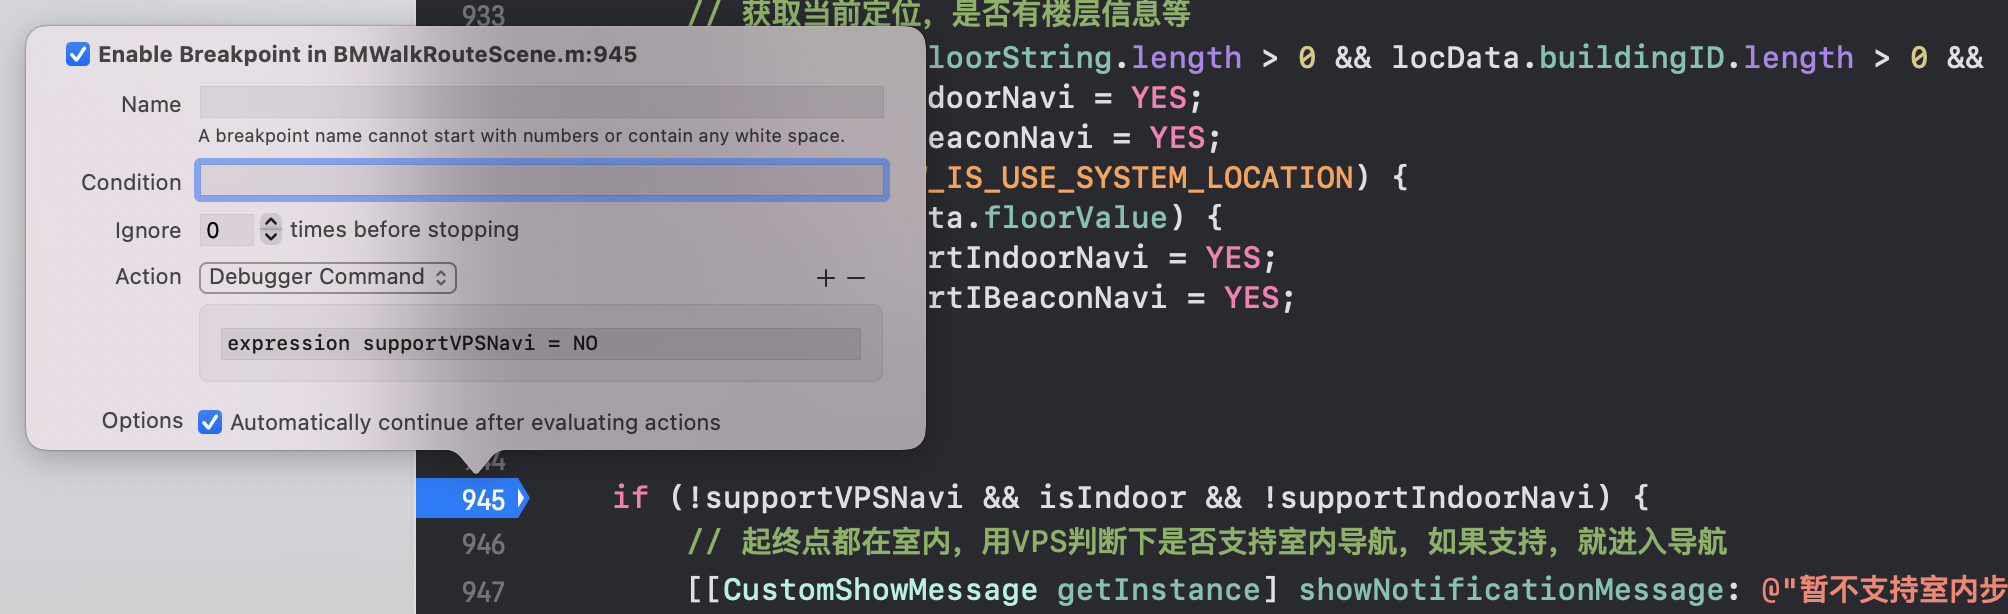 933 // 获取当前定位，是否有楼层信息等
Enable Breakpoint in BMWalkRouteScene.m:945
loorString.length > 0 && locData.buildingID.length > 0 &&
Name
doorNavi = YES;
A breakpoint name cannot start with numbers or contain any white space.
eaconNavi = YES;
Condition
_IS_USE_SYSTEM_LOCATION) {
Ignore 0 times before stopping
ta.floorValue) {
Action Debugger Command + −
rtIndoorNavi = YES;
rtIBeaconNavi = YES;
expression supportVPSNavi = NO
Options Automatically continue after evaluating actions
945 if (!supportVPSNavi && isIndoor && !supportIndoorNavi) {
946 // 起终点都在室内，用VPS判断下是否支持室内导航，如果支持，就进入导航
947 [[CustomShowMessage getInstance] showNotificationMessage: @"暂不支持室内步